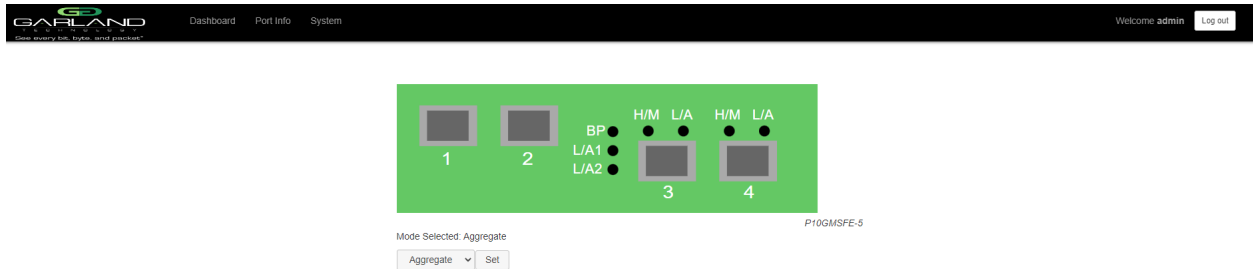 GARLAND
TECHNOLOGY
See every bit, byte, and packet®
Dashboard Port Info System
Welcome admin Log out
H/M L/A H/M L/A
BP
L/A1
L/A2
1 2
3 4
P10GMSFE-5
Mode Selected: Aggregate
Aggregate Set